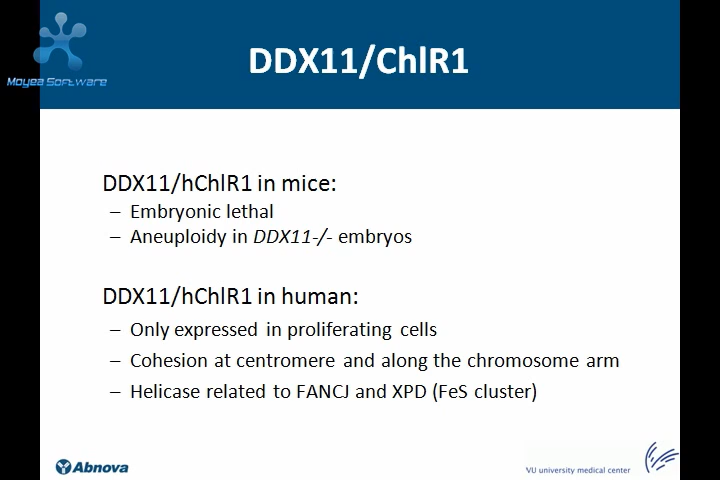 Moyea Software
DDX11/ChlR1
DDX11/hChlR1 in mice:
– Embryonic lethal
– Aneuploidy in DDX11-/- embryos
DDX11/hChlR1 in human:
– Only expressed in proliferating cells
– Cohesion at centromere and along the chromosome arm
– Helicase related to FANCJ and XPD (FeS cluster)
Abnova
VU university medical center